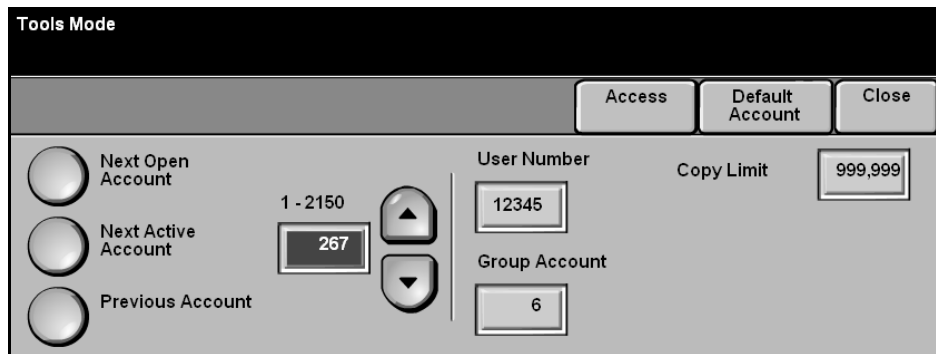 Tools Mode
Access
Default
Account
Close
Next Open
Account
Next Active
Account
Previous Account
1 - 2150
267
User Number
12345
Group Account
6
Copy Limit
999,999